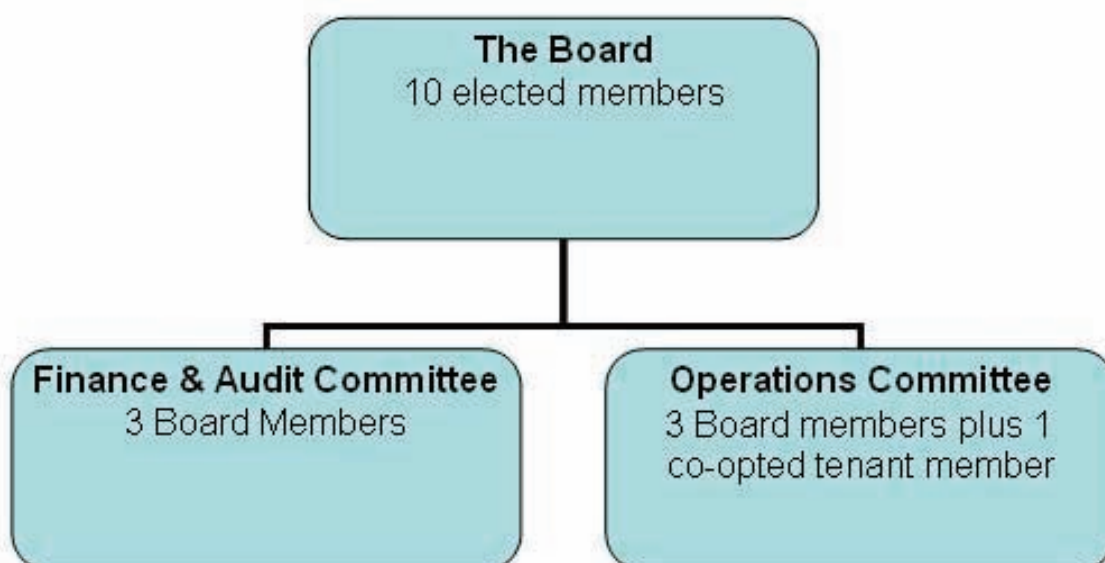 The Board
10 elected members
Finance & Audit Committee
3 Board Members
Operations Committee
3 Board members plus 1
co-opted tenant member